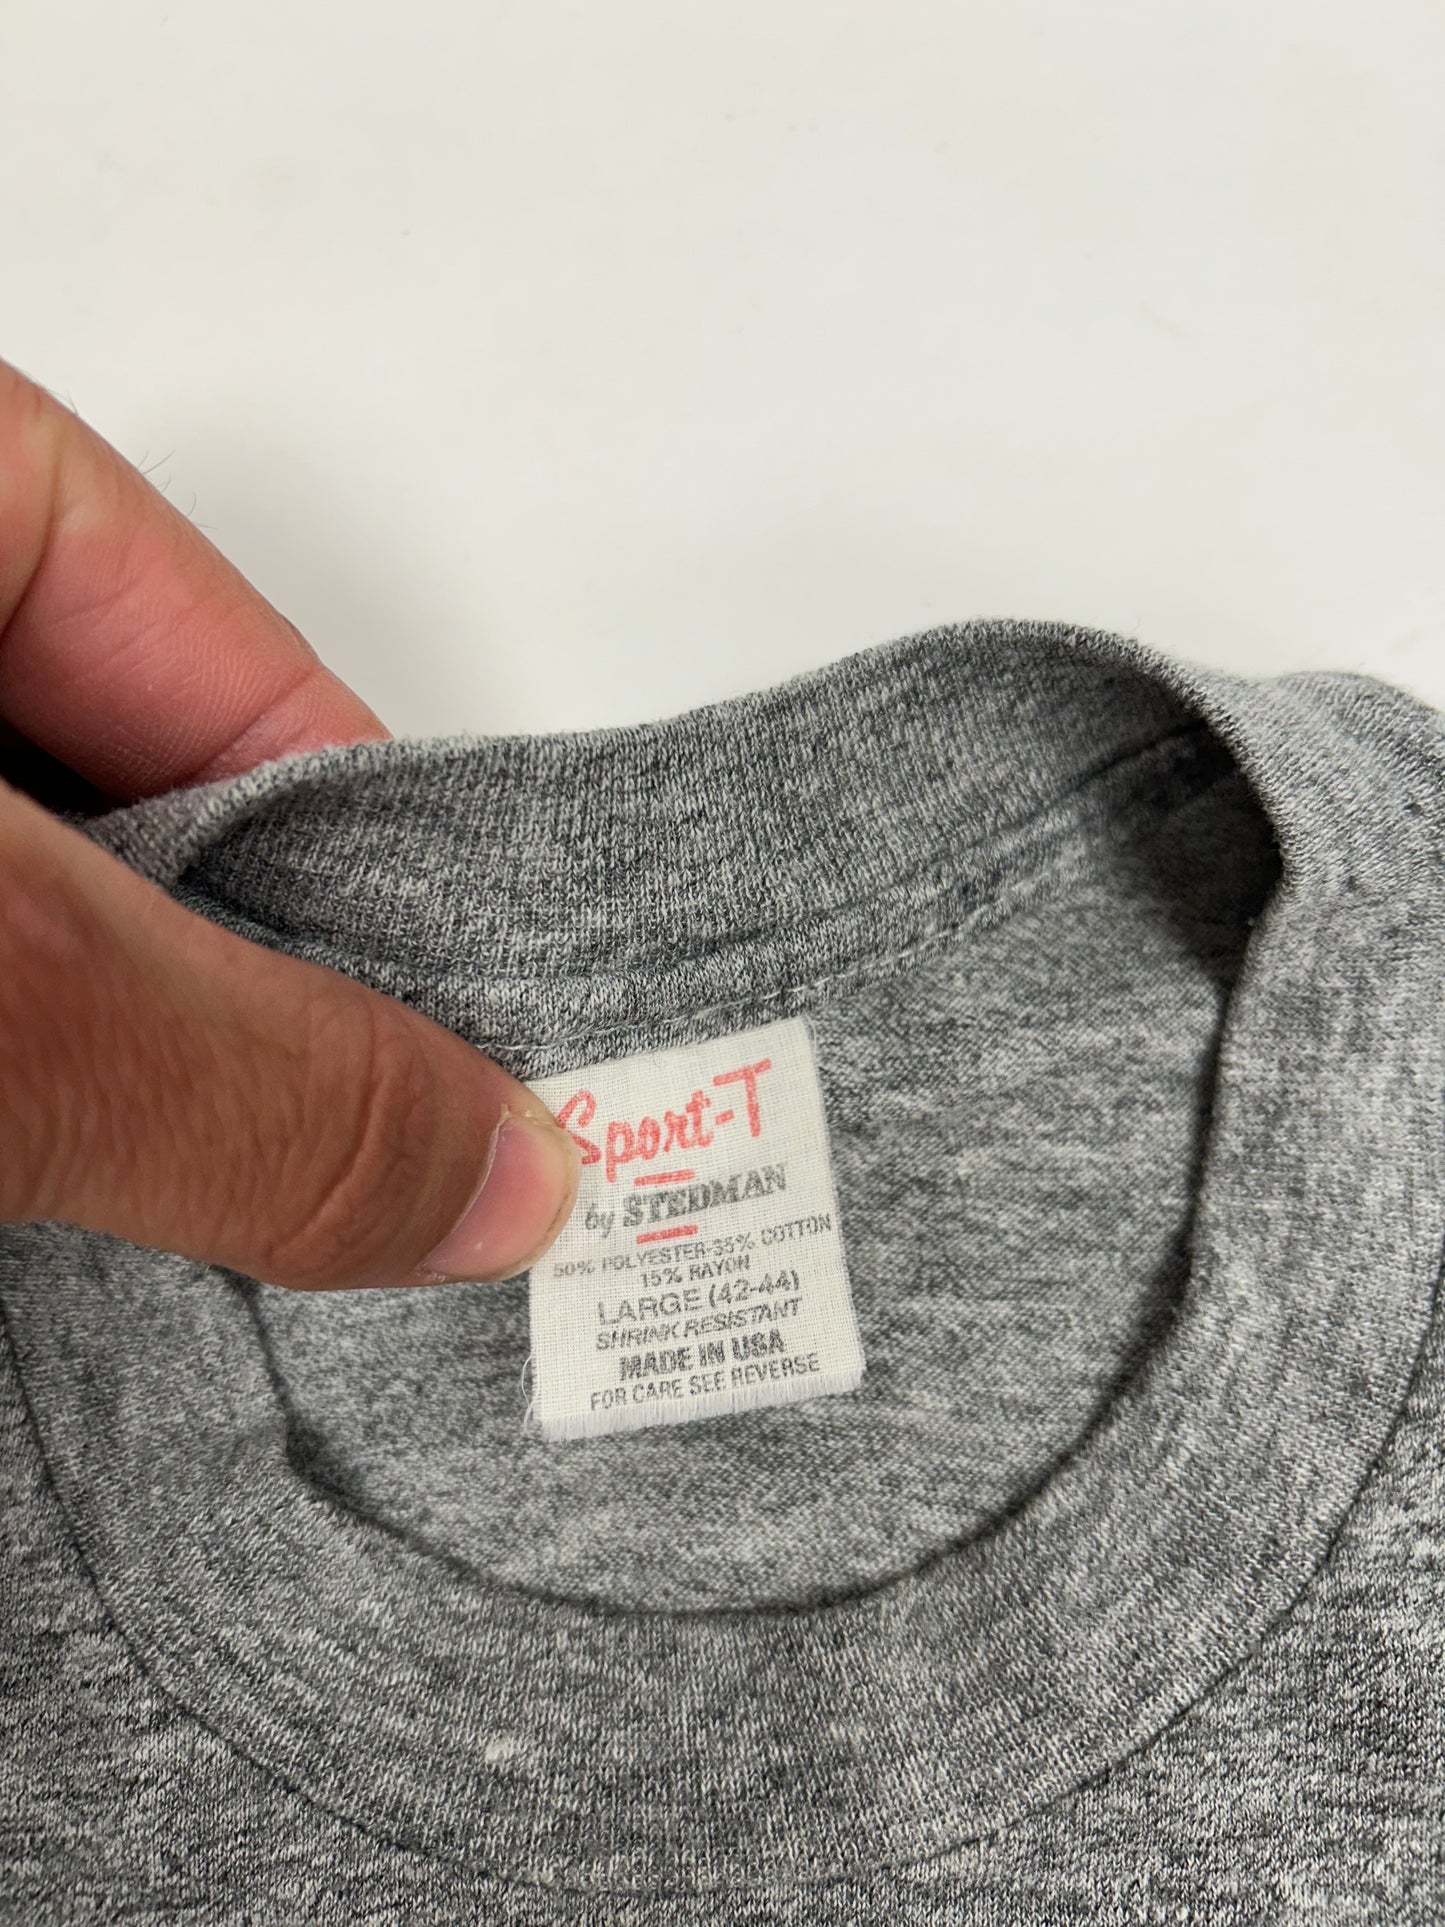 Sport-T
by STEDMAN
50% POLYESTER-35% COTTON
15% RAYON
LARGE (42-44)
SHRINK RESISTANT
MADE IN USA
FOR CARE SEE REVERSE